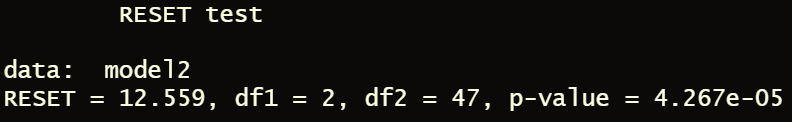 RESET test
data: model2
RESET = 12.559, df1 = 2, df2 = 47, p-value = 4.267e-05